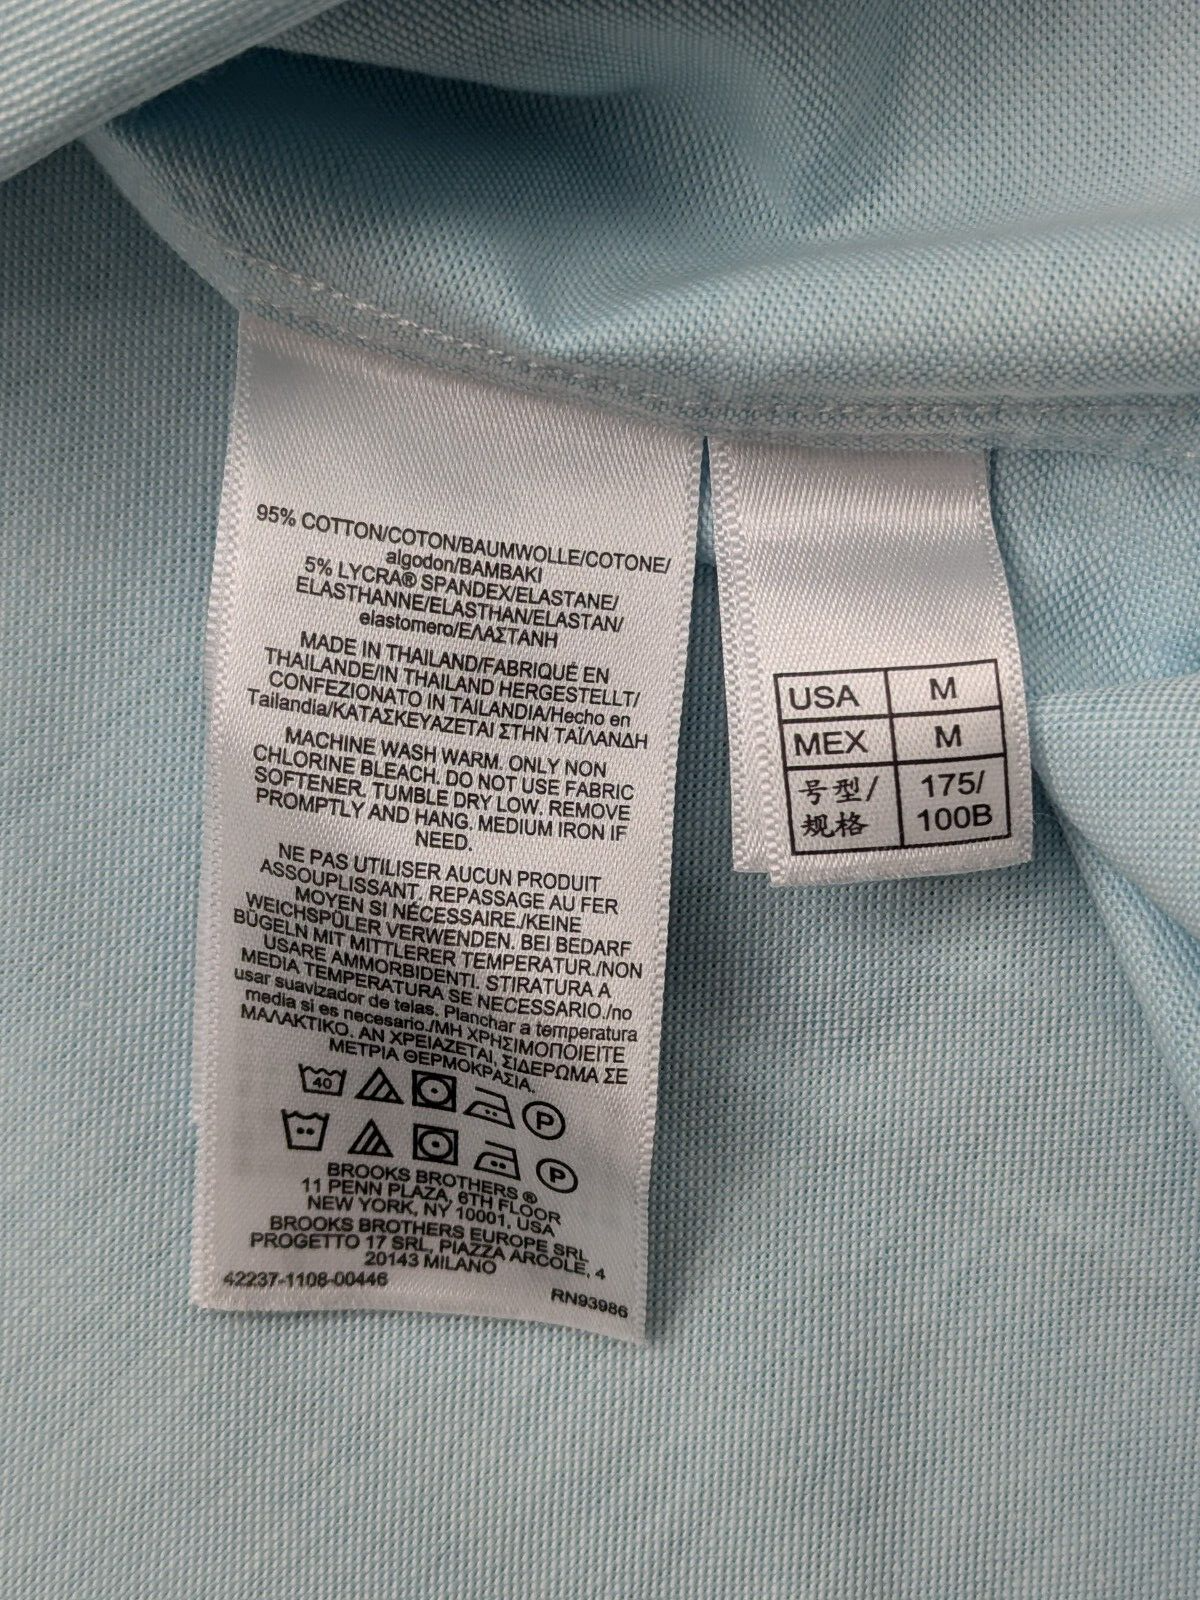 95% COTTON/COTON/BAUMWOLLE/COTONE/
algodon/BAMBAKI
5% LYCRA® SPANDEX/ELASTANE/
ELASTHANNE/ELASTHAN/ELASTAN/
elastomero/ΕΛΑΣΤΑΝΗ
MADE IN THAILAND/FABRIQUÉ EN
THAILANDE/IN THAILAND HERGESTELLT/
CONFEZIONATO IN TAILANDIA/Hecho en
Tailandia/ΚΑΤΑΣΚΕΥΑΖΕΤΑΙ ΣΤΗΝ ΤΑΪΛΑΝΔΗ
MACHINE WASH WARM. ONLY NON
CHLORINE BLEACH. DO NOT USE FABRIC
SOFTENER. TUMBLE DRY LOW. REMOVE
PROMPTLY AND HANG. MEDIUM IRON IF
NEED.
NE PAS UTILISER AUCUN PRODUIT
ASSOUPLISSANT. REPASSAGE AU FER
MOYEN SI NÉCESSAIRE./KEINE
WEICHSPÜLER VERWENDEN. BEI BEDARF
BÜGELN MIT MITTLERER TEMPERATUR./NON
USARE AMMORBIDENTI. STIRATURA A
MEDIA TEMPERATURA SE NECESSARIO./no
usar suavizador de telas. Planchar a temperatura
media si es necesario./ΜΗ ΧΡΗΣΙΜΟΠΟΙΕΙΤΕ
ΜΑΛΑΚΤΙΚΟ. ΑΝ ΧΡΕΙΑΖΕΤΑΙ, ΣΙΔΕΡΩΜΑ ΣΕ
ΜΕΤΡΙΑ ΘΕΡΜΟΚΡΑΣΙΑ.
40 P
P
BROOKS BROTHERS ®
11 PENN PLAZA, 6TH FLOOR
NEW YORK, NY 10001, USA
BROOKS BROTHERS EUROPE SRL
PROGETTO 17 SRL, PIAZZA ARCOLE, 4
20143 MILANO
42237-1108-00446
RN93986
USA M
MEX M
号型/ 175/
规格 100B